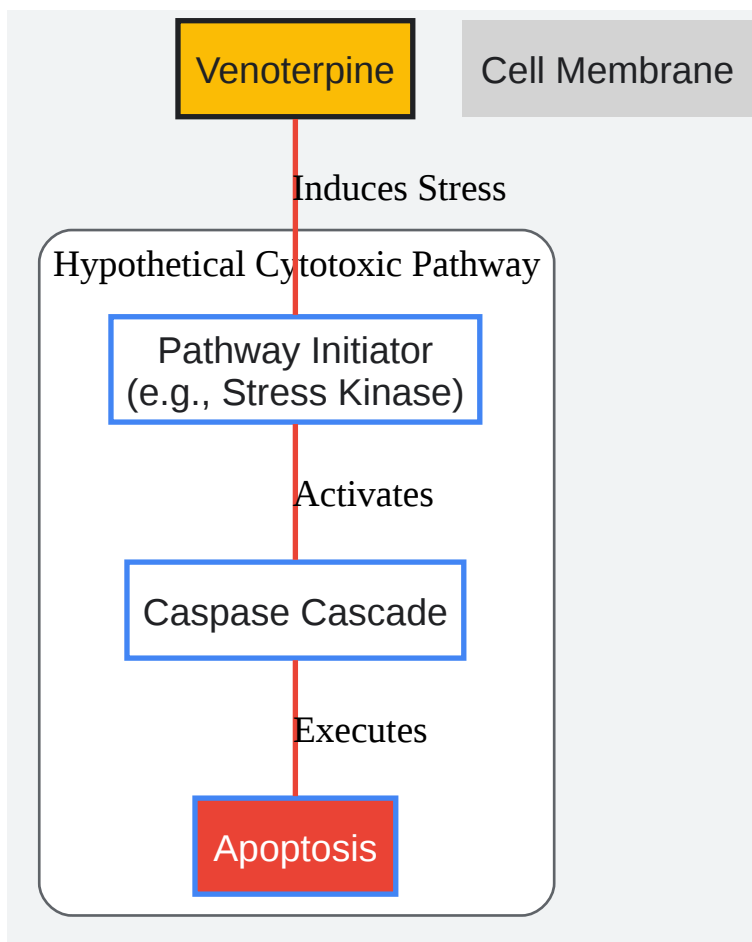 Venoterpine
Cell Membrane
Induces Stress
Hypothetical Cytotoxic Pathway
Pathway Initiator
(e.g., Stress Kinase)
Activates
Caspase Cascade
Executes
Apoptosis